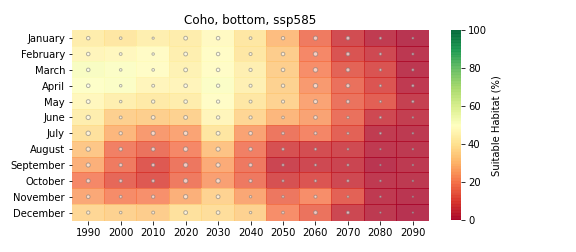 Coho, bottom, ssp585
January
February
March
April
May
June
July
August
September
October
November
December
1990 2000 2010 2020 2030 2040 2050 2060 2070 2080 2090
100
80
60
40
20
0
Suitable Habitat (%)